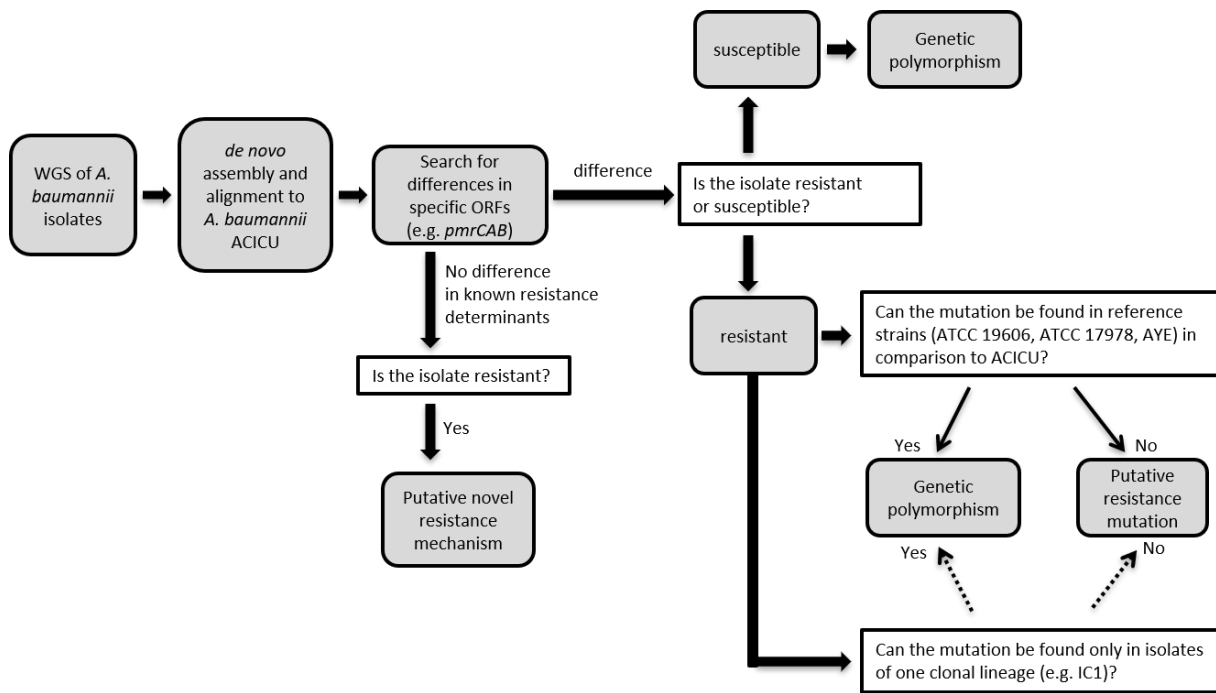 WGS of A.
baumannii
isolates
de novo
assembly and
alignment to
A. baumannii
ACICU
Search for
differences in
specific ORFs
(e.g. pmrCAB)
difference
Is the isolate resistant
or susceptible?
susceptible
Genetic
polymorphism
No difference
in known resistance
determinants
Is the isolate resistant?
Yes
Putative novel
resistance
mechanism
resistant
Can the mutation be found in reference
strains (ATCC 19606, ATCC 17978, AYE) in
comparison to ACICU?
Yes
No
Genetic
polymorphism
Putative
resistance
mutation
Yes
No
Can the mutation be found only in isolates
of one clonal lineage (e.g. IC1)?